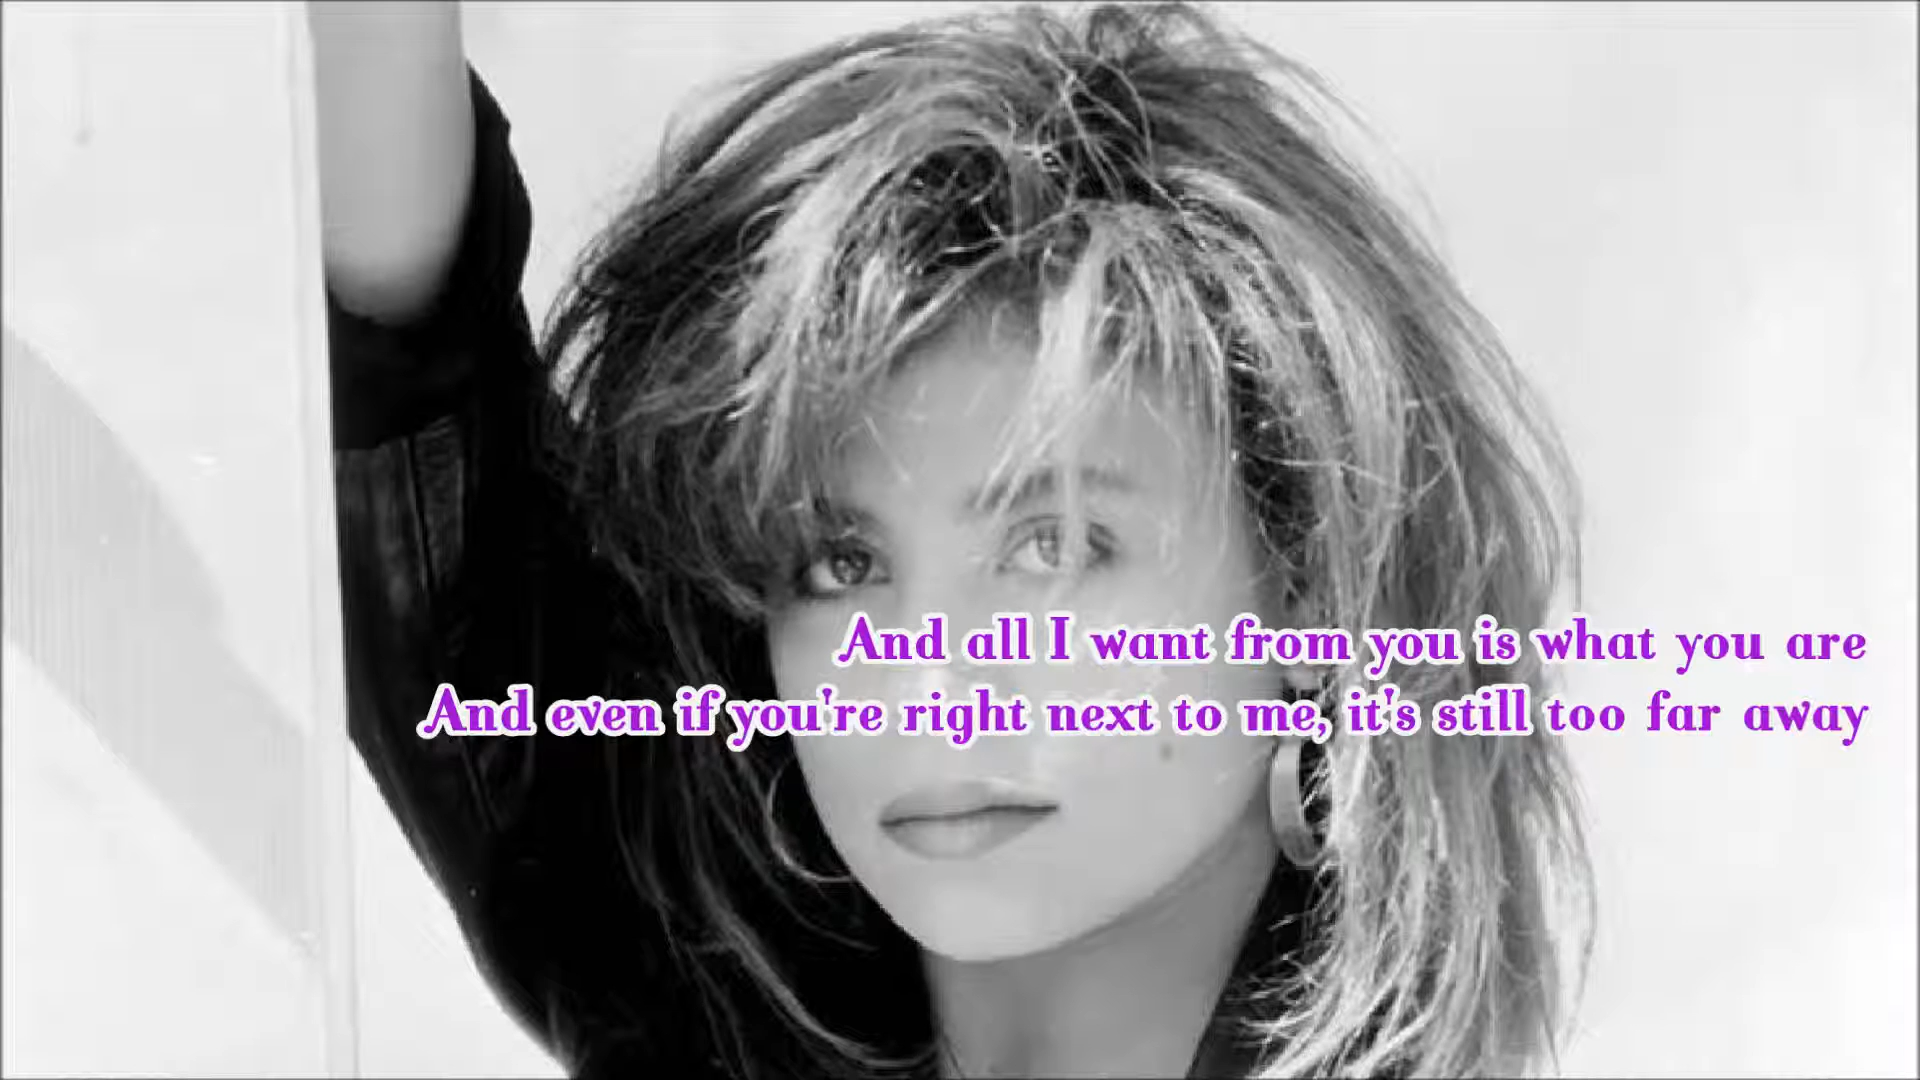 And all I want from you is what you are
And even if you're right next to me, it's still too far away